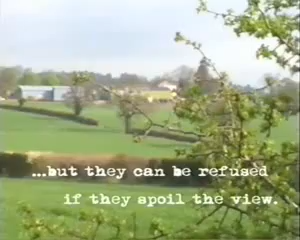 ...but they can be refused
if they spoil the view.